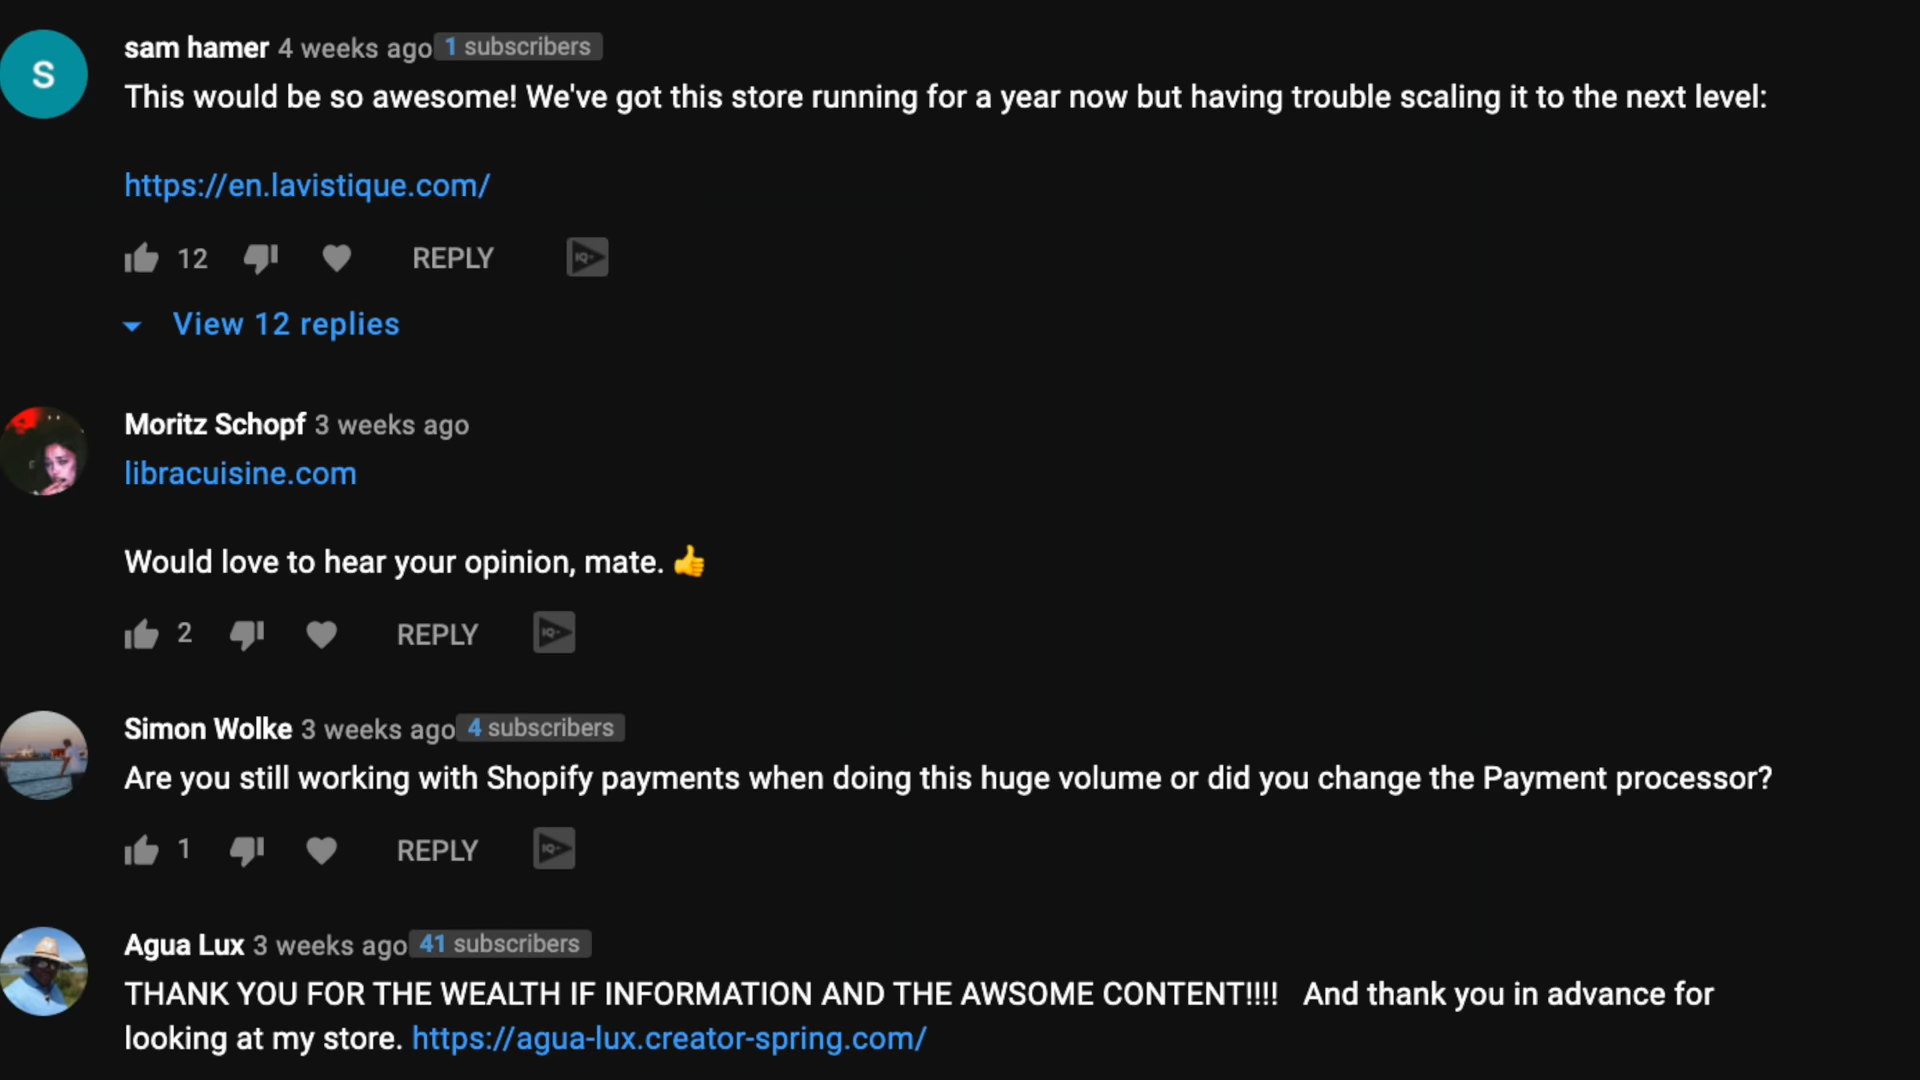 S
sam hamer 4 weeks ago 1 subscribers
This would be so awesome! We've got this store running for a year now but having trouble scaling it to the next level:
https://en.lavistique.com/
12 REPLY IQ
View 12 replies
Moritz Schopf 3 weeks ago
libracuisine.com
Would love to hear your opinion, mate. 👍
2 REPLY IQ
Simon Wolke 3 weeks ago 4 subscribers
Are you still working with Shopify payments when doing this huge volume or did you change the Payment processor?
1 REPLY IQ
Agua Lux 3 weeks ago 41 subscribers
THANK YOU FOR THE WEALTH IF INFORMATION AND THE AWSOME CONTENT!!!! And thank you in advance for
looking at my store. https://agua-lux.creator-spring.com/